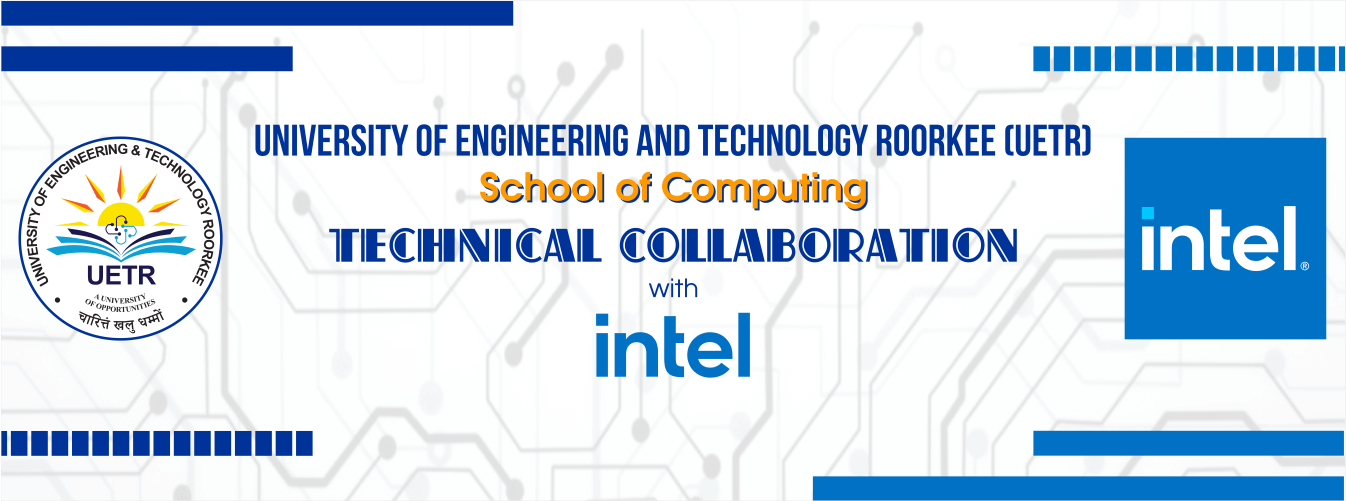 UNIVERSITY OF ENGINEERING AND TECHNOLOGY ROORKEE (UETR)
School of Computing
TECHNICAL COLLABORATION
with
intel
UNIVERSITY OF ENGINEERING & TECHNOLOGY ROORKEE
UETR
A UNIVERSITY
OF OPPORTUNITIES
चारित्तं खलु धम्मों
intel®